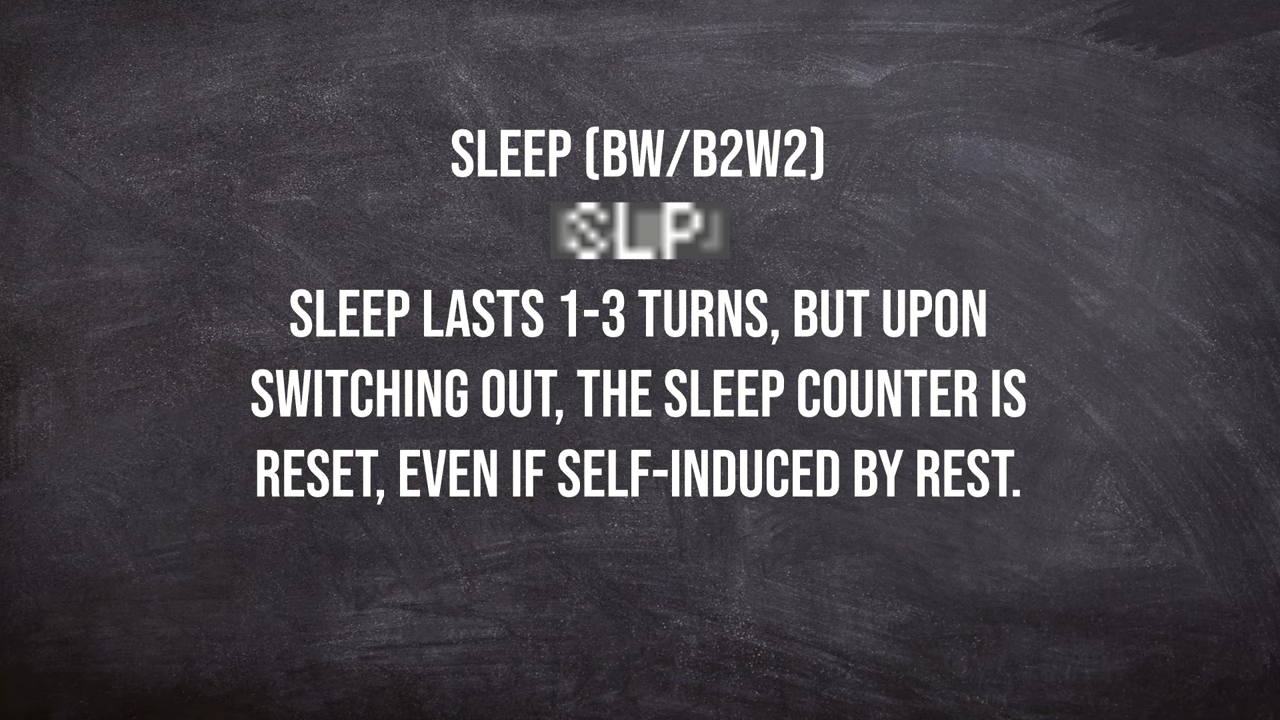 SLEEP (BW/B2W2)
SLP
SLEEP LASTS 1-3 TURNS, BUT UPON
SWITCHING OUT, THE SLEEP COUNTER IS
RESET, EVEN IF SELF-INDUCED BY REST.